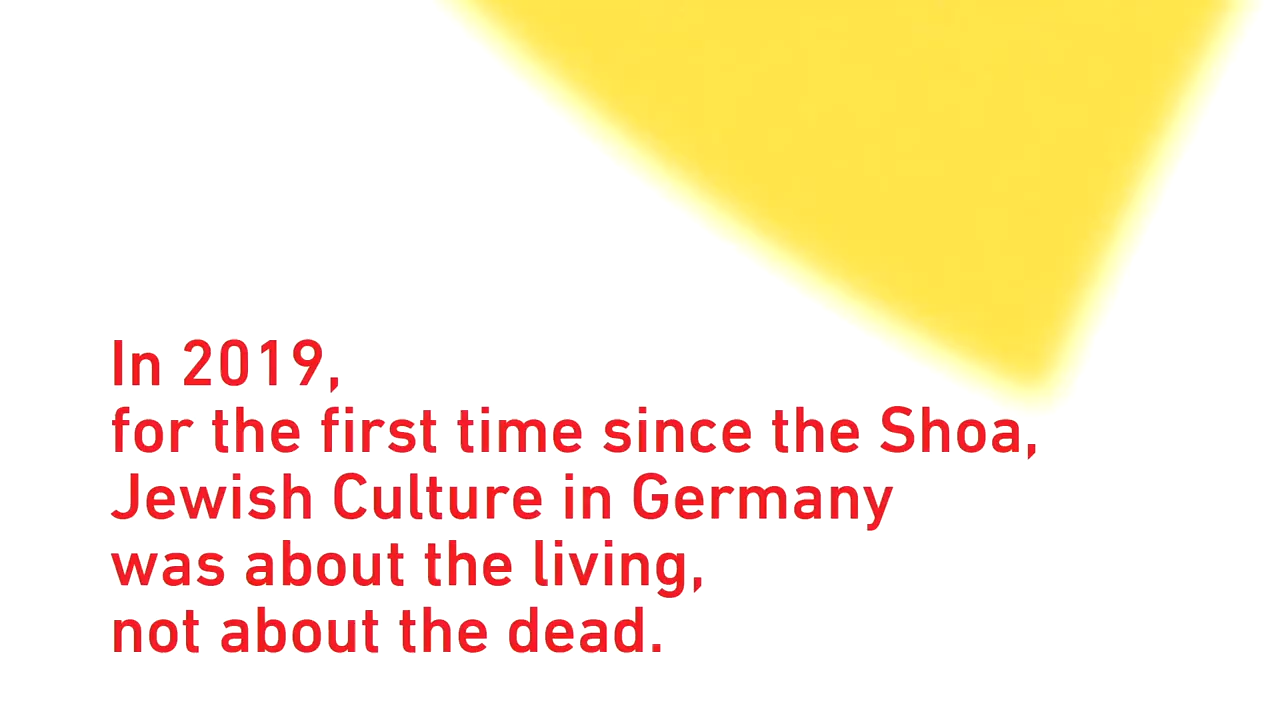 In 2019,
for the first time since the Shoa,
Jewish Culture in Germany
was about the living,
not about the dead.